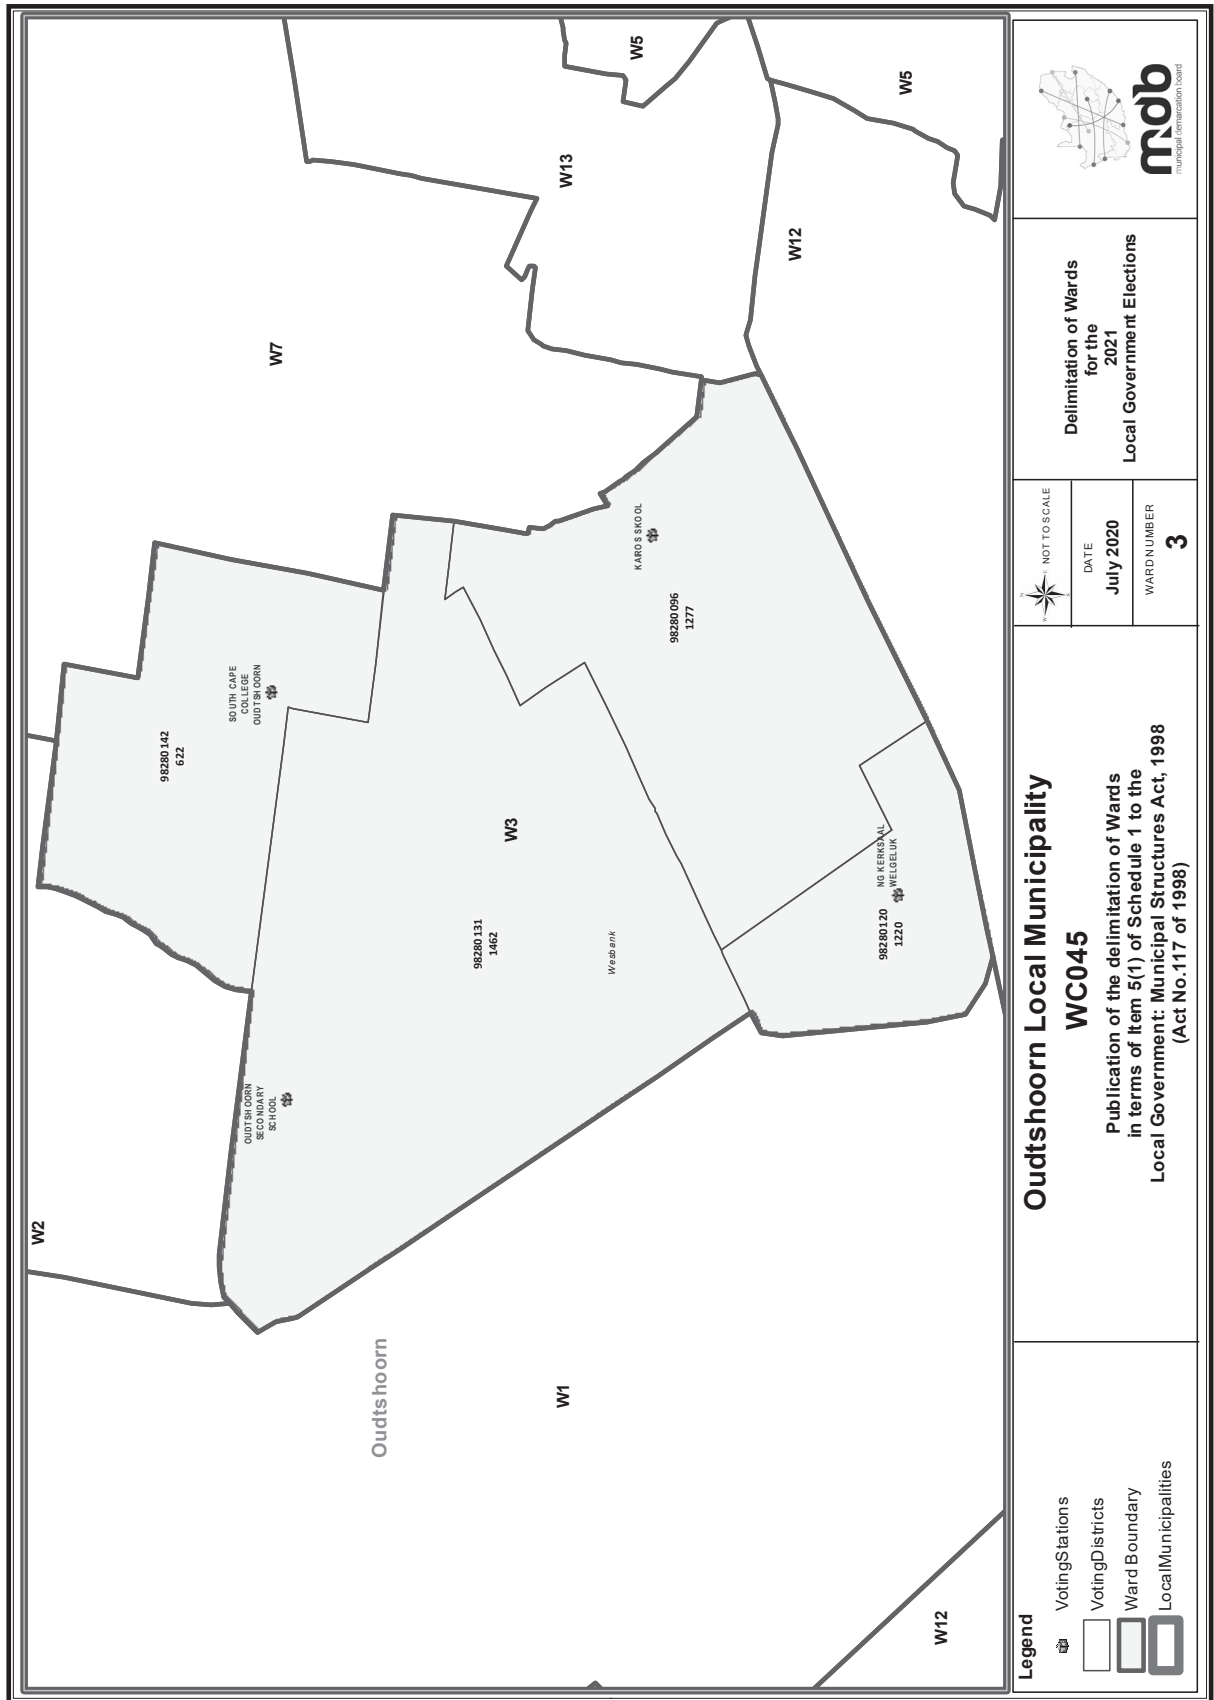 W2
W7
W5
W5
W13
W12
98280142
622
SOUTH CAPE
COLLEGE
OUDTSHOORN
W3
98280131
1462
Wesbank
OUDTSHOORN
SECONDARY
SCHOOL
KAROS SKOOL
98280096
1277
NG KERKSAAL
WELGELUK
98280120
1220
Oudtshoorn
W1
W12
Legend
VotingStations
VotingDistricts
Ward Boundary
LocalMunicipalities
Oudtshoorn Local Municipality
WC045
Publication of the delimitation of Wards
in terms of Item 5(1) of Schedule 1 to the
Local Government: Municipal Structures Act, 1998
(Act No.117 of 1998)
N
W
E
S
NOT TO SCALE
DATE
July 2020
WARD NUMBER
3
Delimitation of Wards
for the
2021
Local Government Elections
mdb
municipal demarcation board